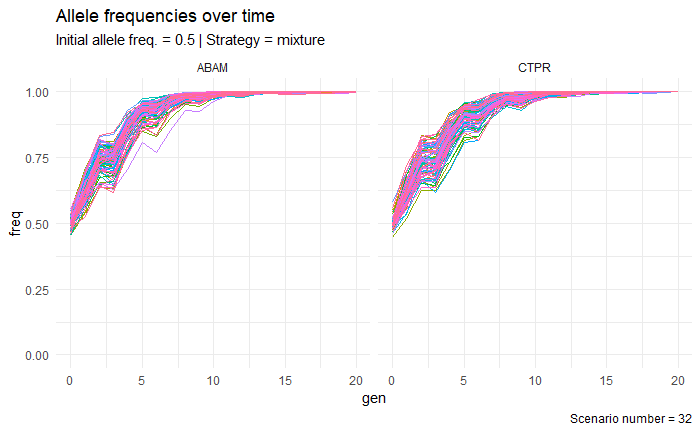 Allele frequencies over time
Initial allele freq. = 0.5 | Strategy = mixture
ABAM
CTPR
1.00
0.75
0.50
0.25
0.00
freq
0 5 10 15 20
0 5 10 15 20
gen
Scenario number = 32